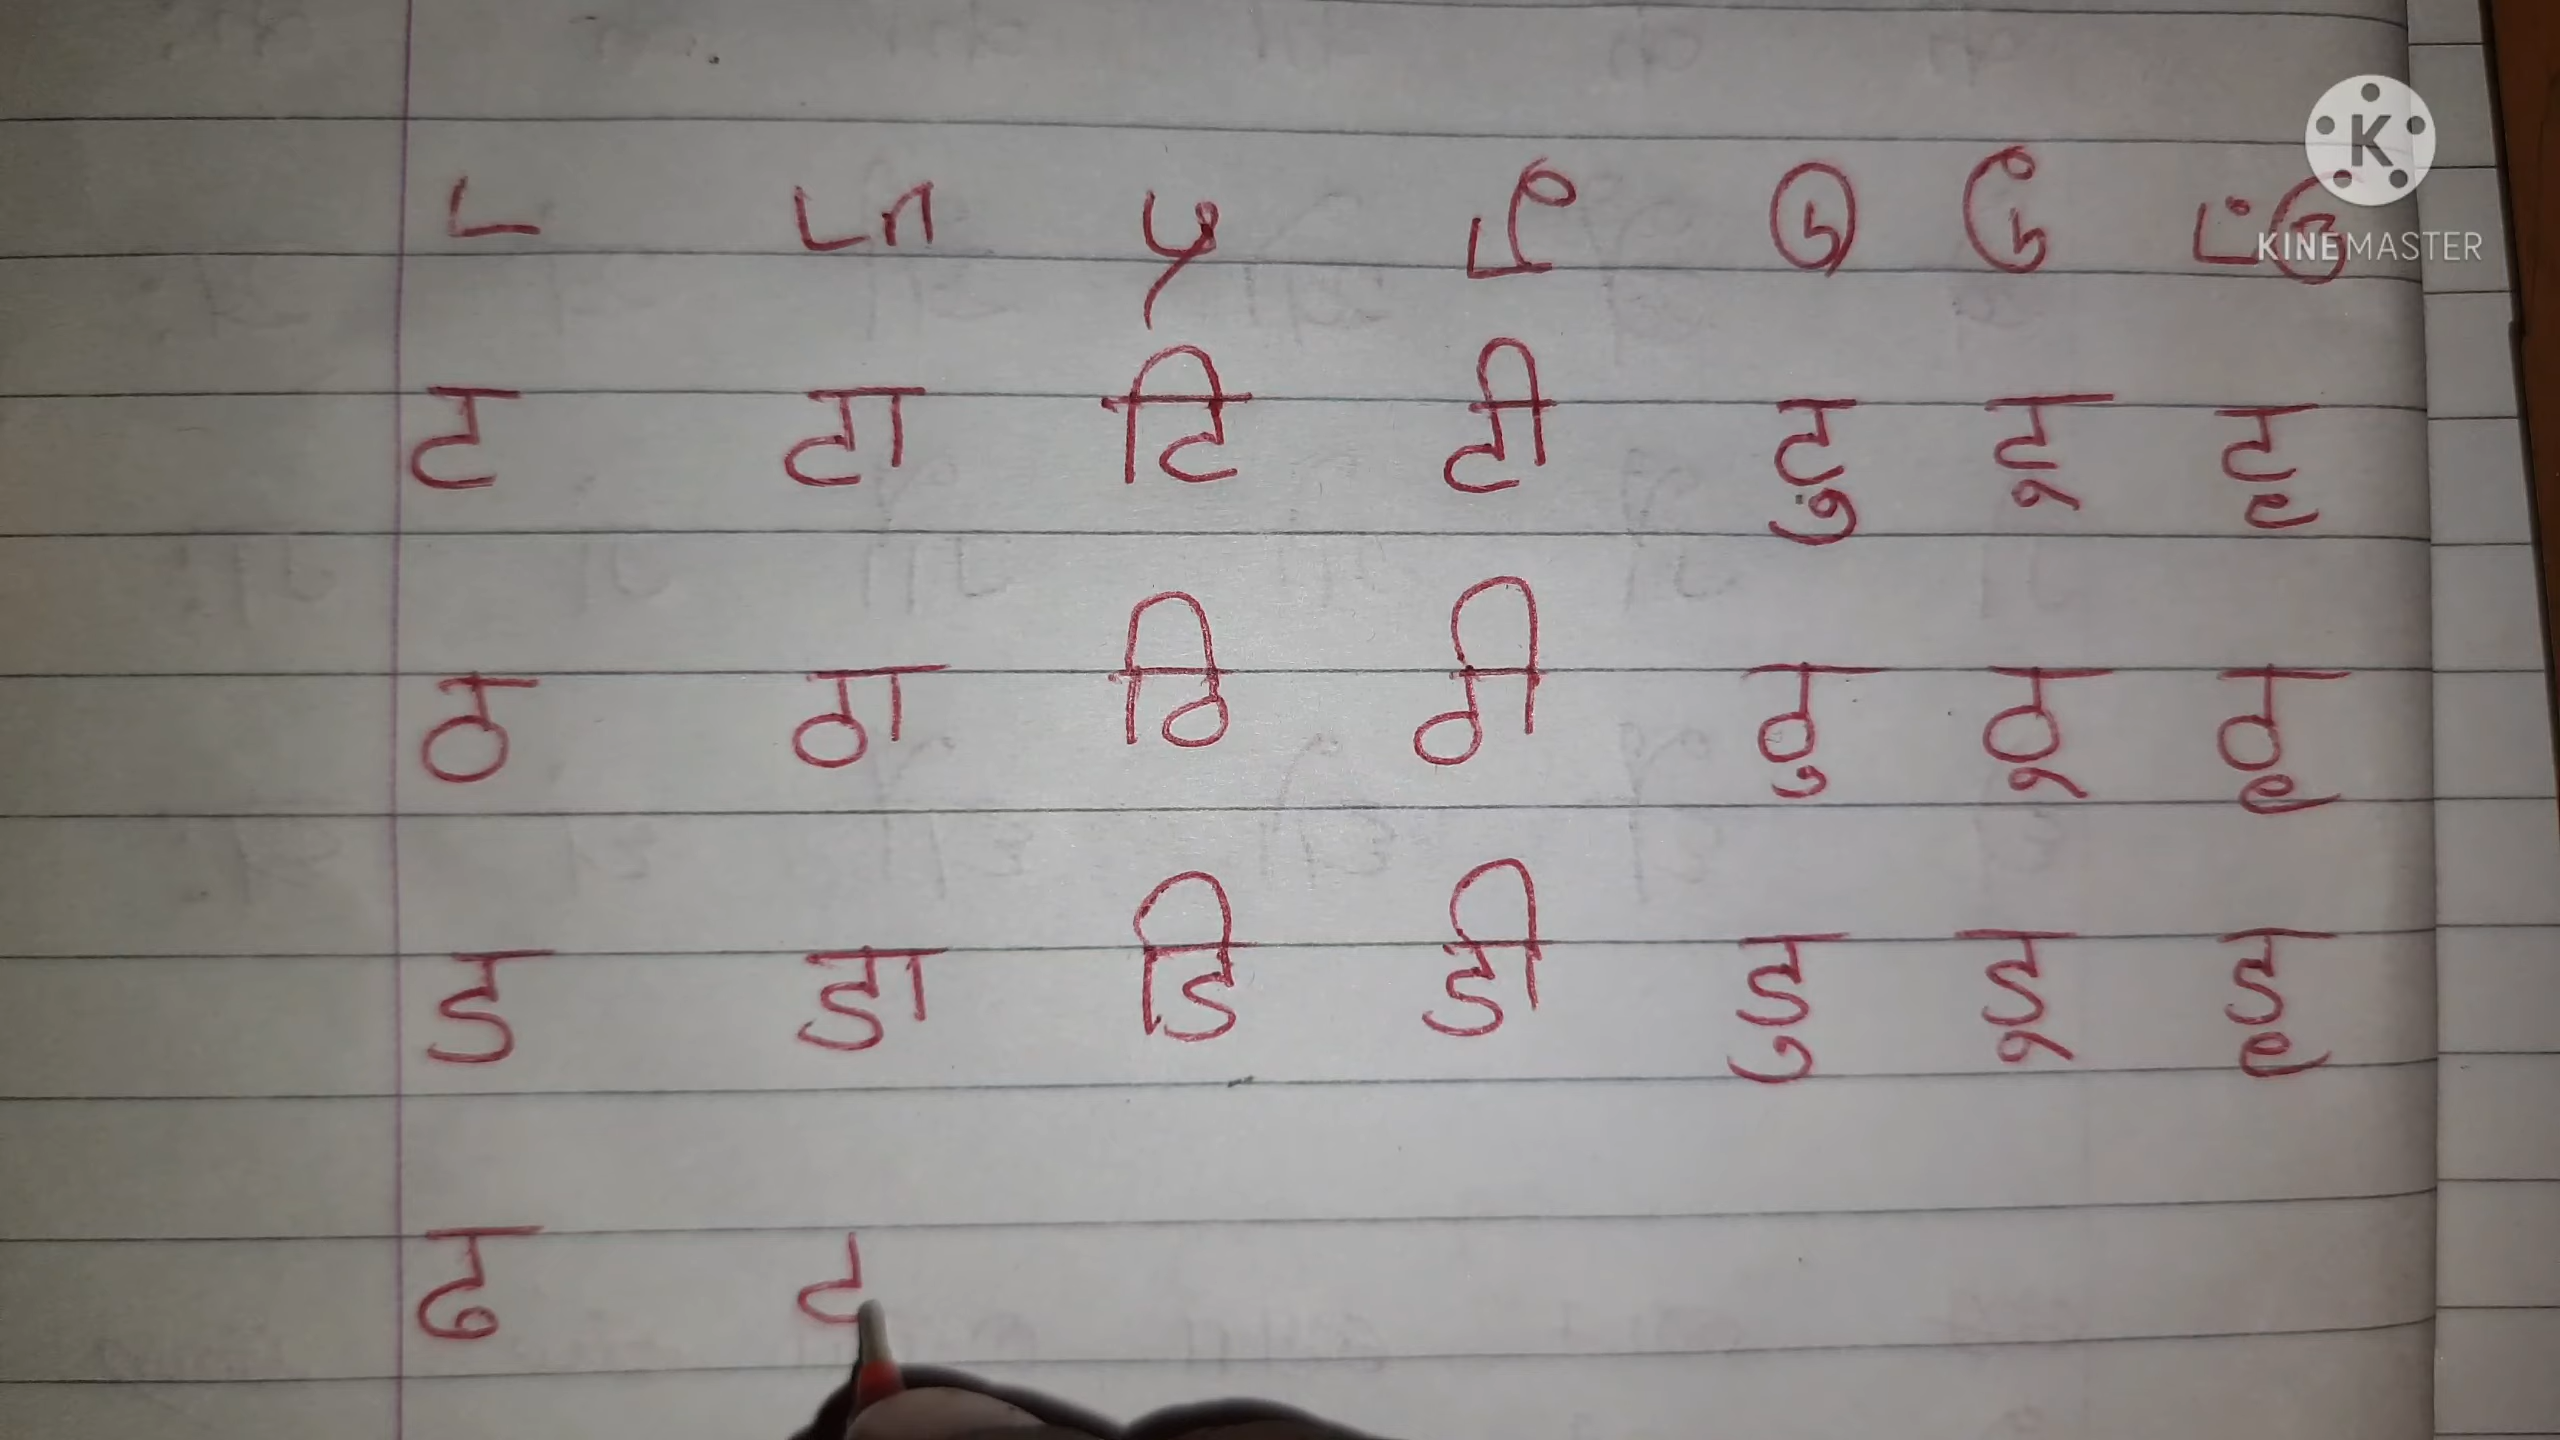 ட டா டி டீ டு டூ ட்ரு
ट टा टि टी टु टू टृ
ठ ठा ठि ठी ठु ठू ठृ
ड डा डि डी डु डू डृ
ढ
KINEMASTER